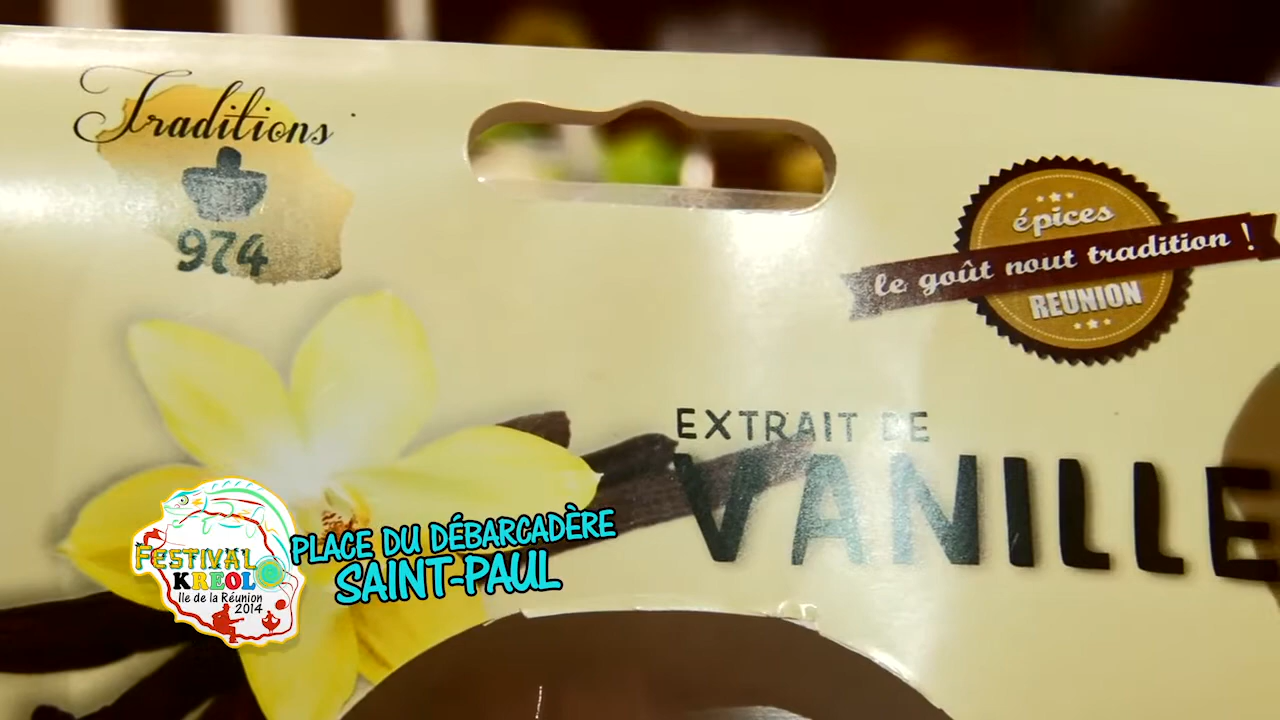 Traditions
974
épices
le goût nout tradition !
REUNION
EXTRAIT DE
VANILLE
FESTIVAL
KREOL
Ile de la Réunion
2014
PLACE DU DÉBARCADÈRE
SAINT-PAUL